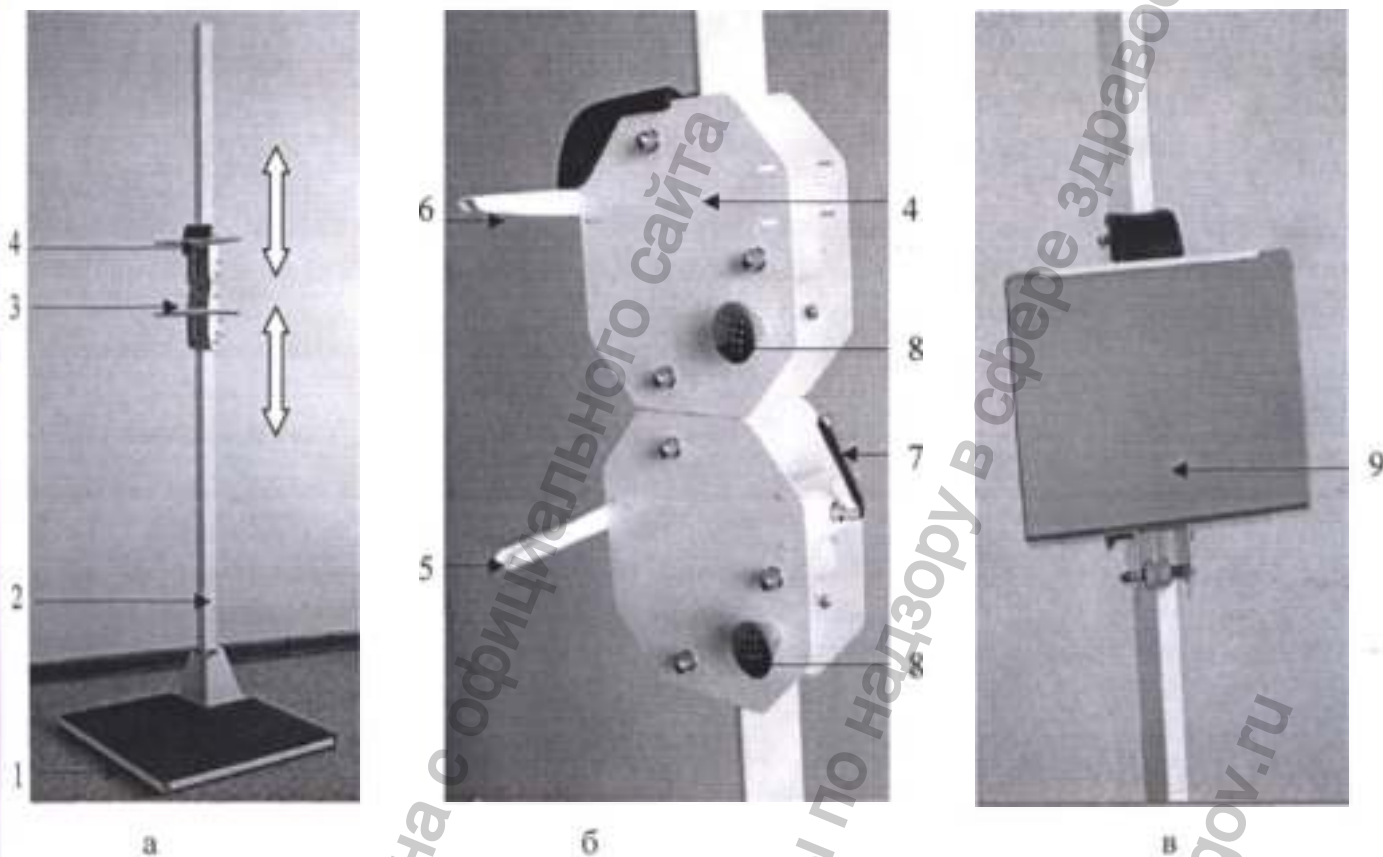 4
3
2
1
а
6
5
4
8
7
8
б
9
в
на с официального сайта
ы по надзору в сфере здравоо
gov.ru